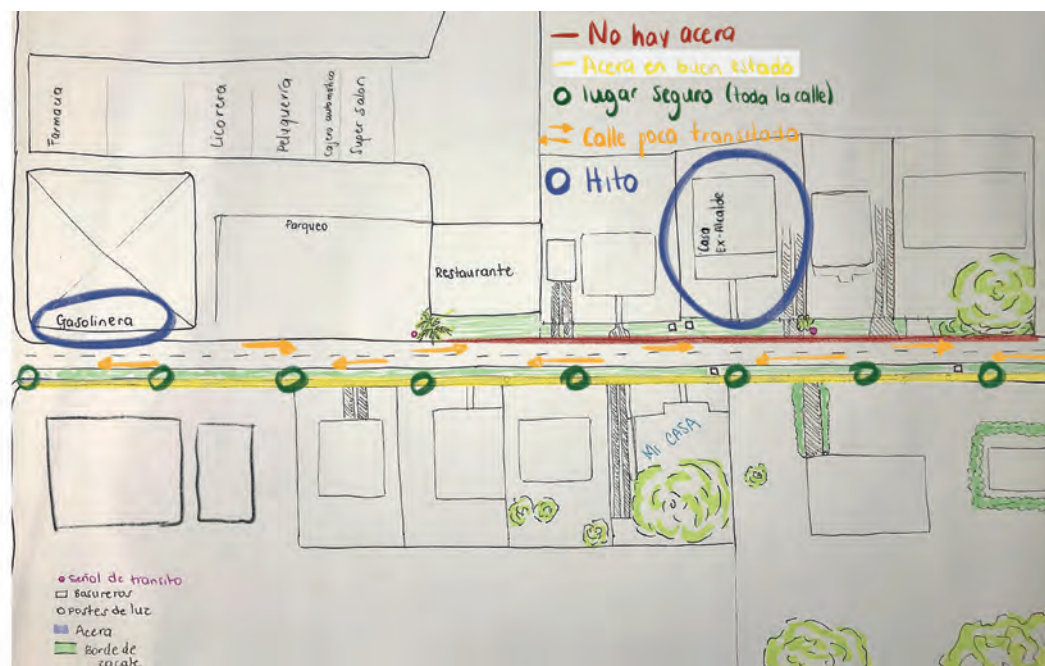 No hay acera
Acera en buen estado
lugar seguro (toda la calle)
Calle poco transitada
Hito
Farmacia
Licorera
Peluquería
Cajero automático
Super Salon
Parqueo
Restaurante
Casa
Ex-Alcalde
Gasolinera
Mi CASA
señal de transito
Basureros
Postes de luz
Acera
Borde de
zacate